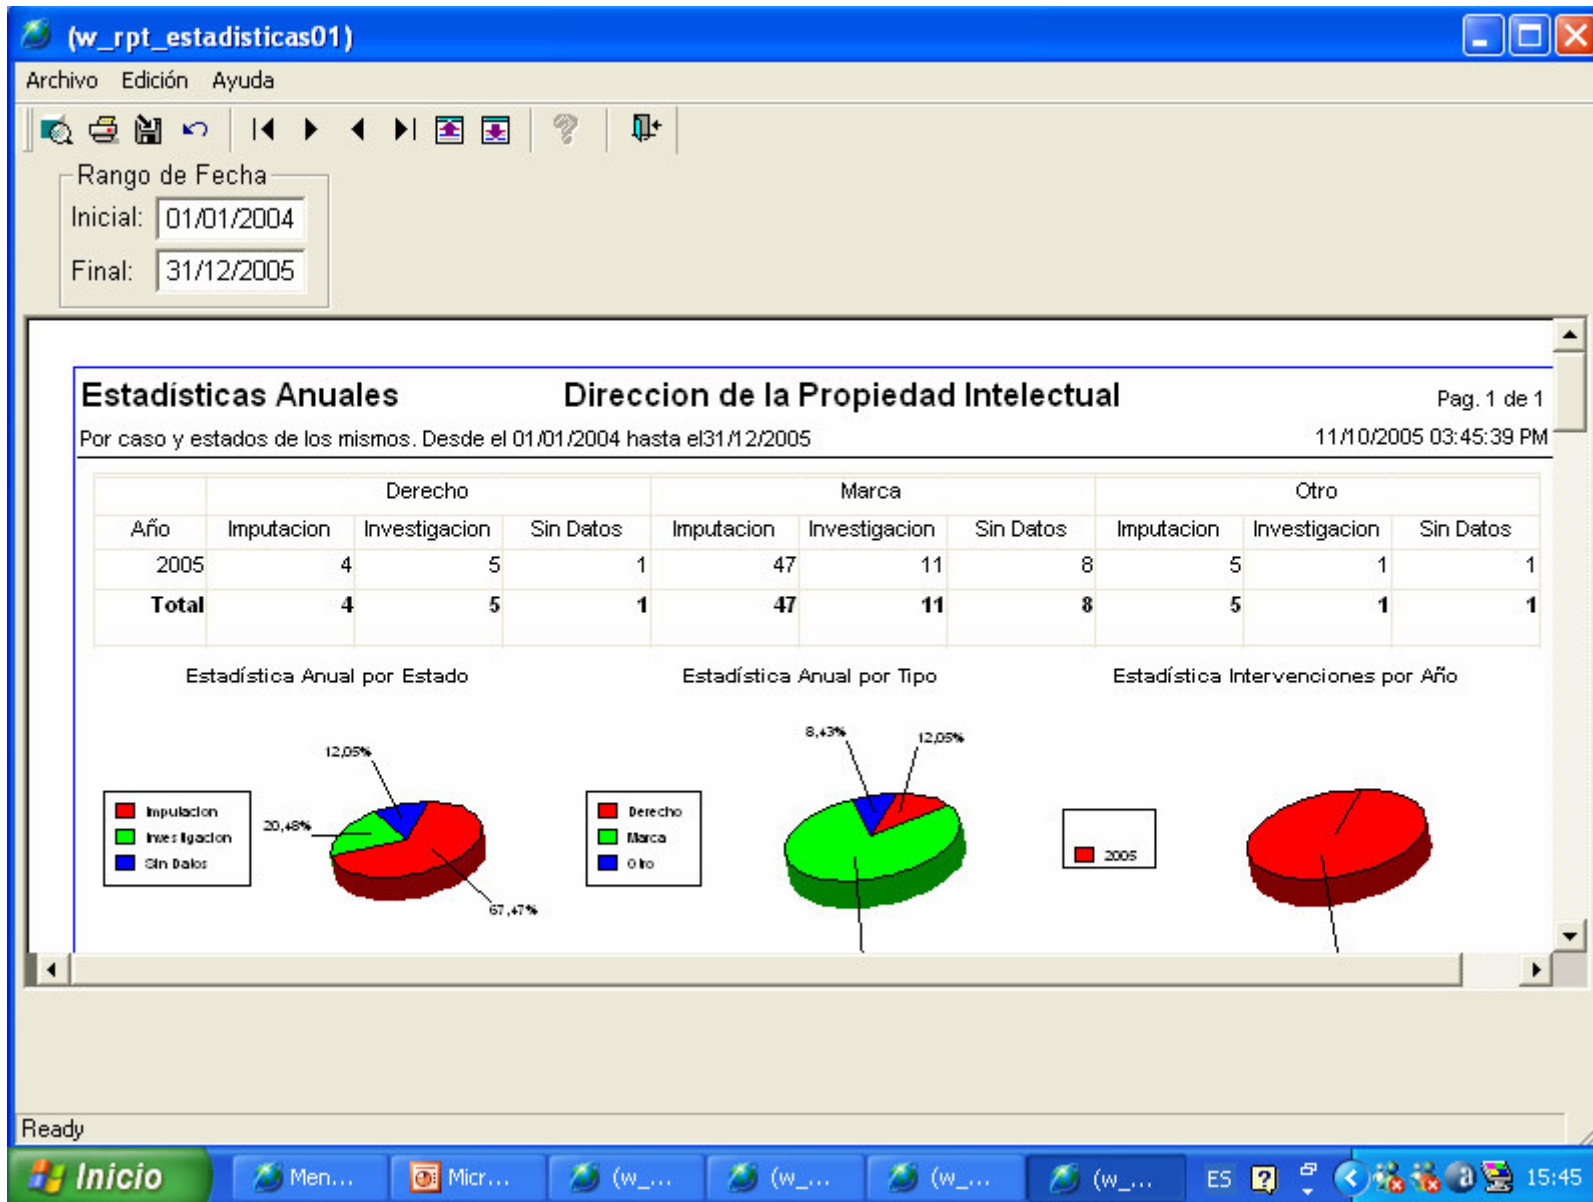 (w_rpt_estadisticas01)
Archivo Edición Ayuda
Rango de Fecha
Inicial: 01/01/2004
Final: 31/12/2005
Estadísticas Anuales Direccion de la Propiedad Intelectual Pag. 1 de 1
Por caso y estados de los mismos. Desde el 01/01/2004 hasta el31/12/2005 11/10/2005 03:45:39 PM
Derecho Marca Otro
Año Imputacion Investigacion Sin Datos Imputacion Investigacion Sin Datos Imputacion Investigacion Sin Datos
2005 4 5 1 47 11 8 5 1 1
Total 4 5 1 47 11 8 5 1 1
Estadística Anual por Estado Estadística Anual por Tipo Estadística Intervenciones por Año
12,05%
20,48%
67,47%
Imputacion
Investigacion
Sin Datos
8,43%
12,05%
Derecho
Marca
Otro
2005
Ready
Inicio Men... Micr... (w_... (w_... (w_... (w_... ES 15:45